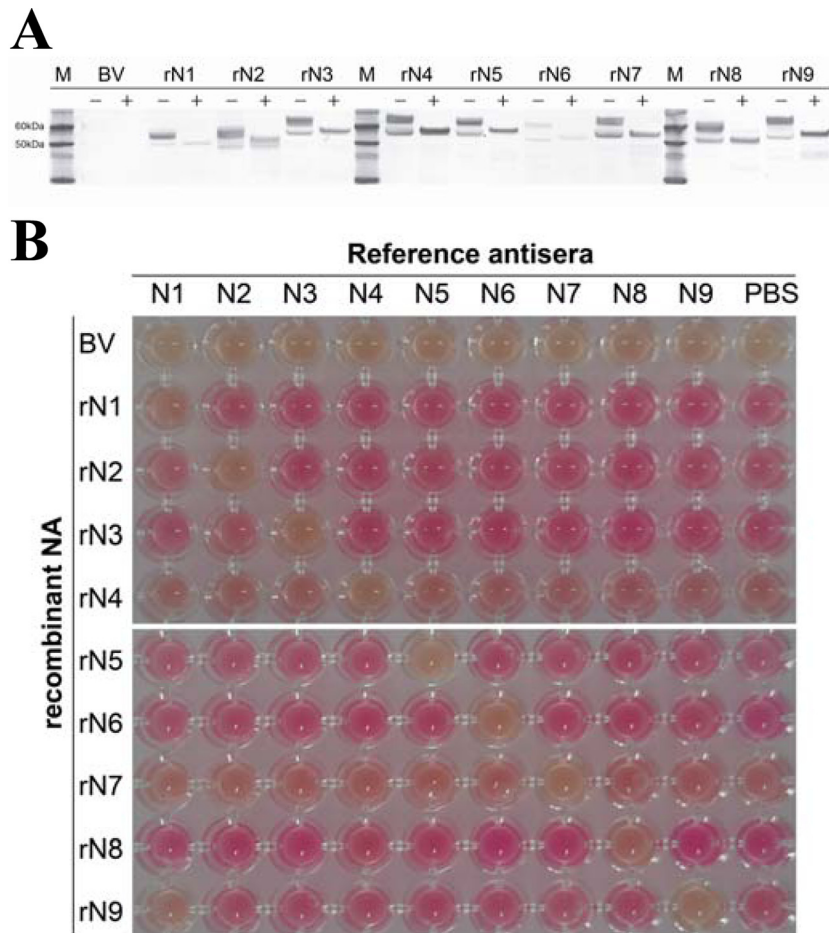 A
M BV rN1 rN2 rN3 M rN4 rN5 rN6 rN7 M rN8 rN9
– + – + – + – + – + – + – + – + – + – +
60kDa
50kDa
B
Reference antisera
N1 N2 N3 N4 N5 N6 N7 N8 N9 PBS
recombinant NA
BV
rN1
rN2
rN3
rN4
rN5
rN6
rN7
rN8
rN9